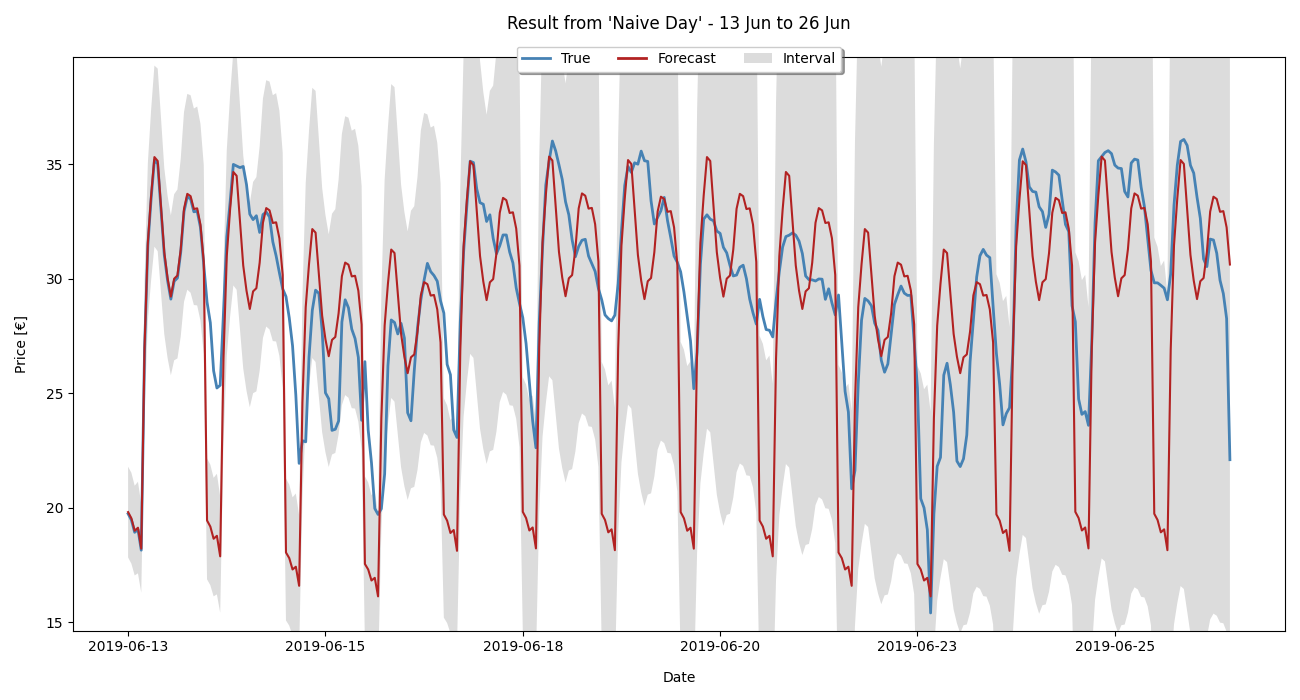 Result from 'Naive Day' - 13 Jun to 26 Jun
True Forecast Interval
Price [€]
35
30
25
20
15
2019-06-13 2019-06-15 2019-06-18 2019-06-20 2019-06-23 2019-06-25
Date